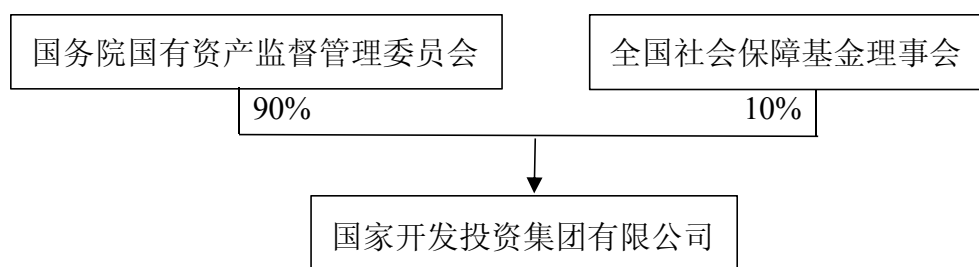 国务院国有资产监督管理委员会
全国社会保障基金理事会
90%
10%
国家开发投资集团有限公司